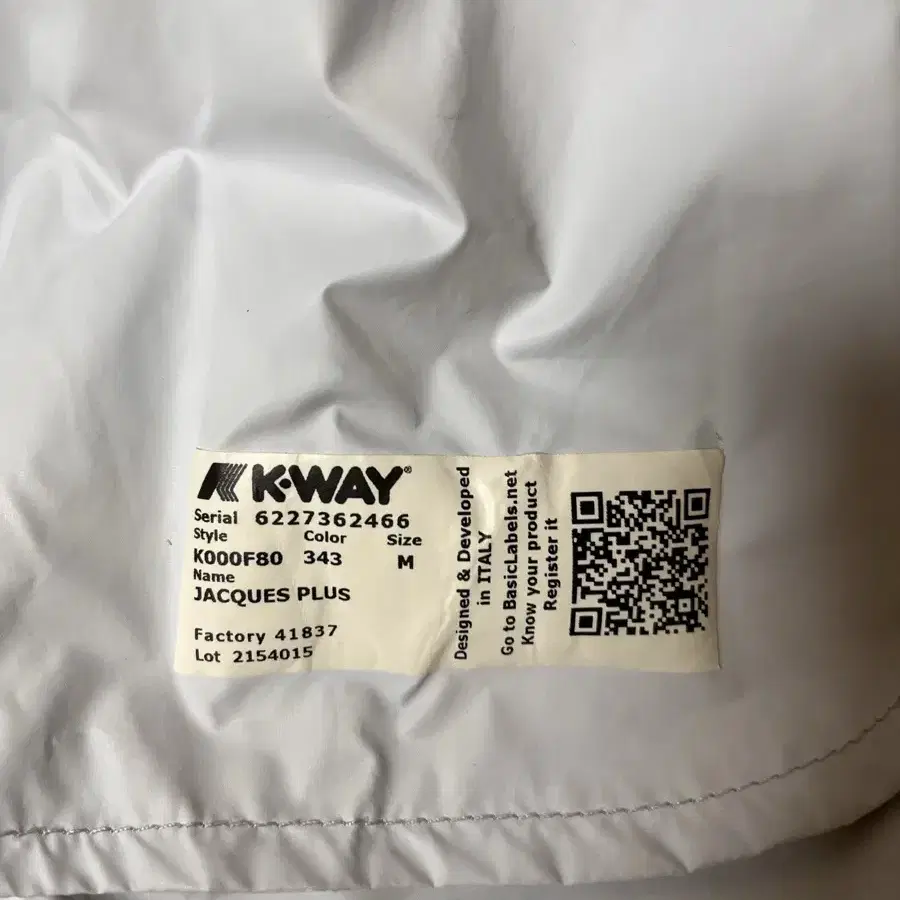 K·WAY®
Serial 6227362466
Style Color Size
K000F80 343 M
Name
JACQUES PLUS
Factory 41837
Lot 2154015
Designed & Developed
in ITALY
Go to BasicLabels.net
Know your product
Register it